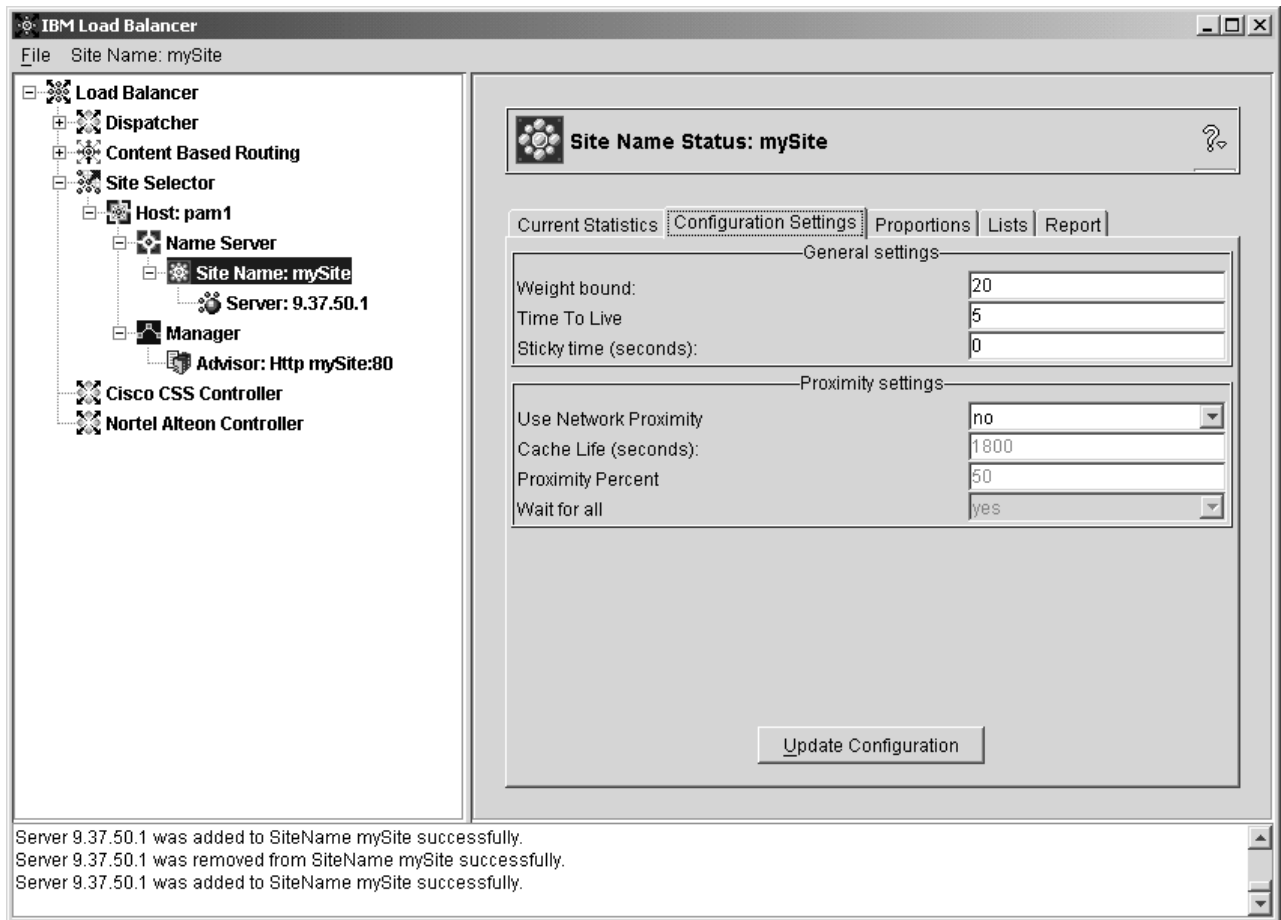 IBM Load Balancer
File Site Name: mySite
Load Balancer
Dispatcher
Content Based Routing
Site Selector
Host: pam1
Name Server
Site Name: mySite
Server: 9.37.50.1
Manager
Advisor: Http mySite:80
Cisco CSS Controller
Nortel Alteon Controller
Site Name Status: mySite
?
Current Statistics Configuration Settings Proportions Lists Report
General settings
Weight bound: 20
Time To Live 5
Sticky time (seconds): 0
Proximity settings
Use Network Proximity no
Cache Life (seconds): 1800
Proximity Percent 50
Wait for all yes
Update Configuration
Server 9.37.50.1 was added to SiteName mySite successfully.
Server 9.37.50.1 was removed from SiteName mySite successfully.
Server 9.37.50.1 was added to SiteName mySite successfully.